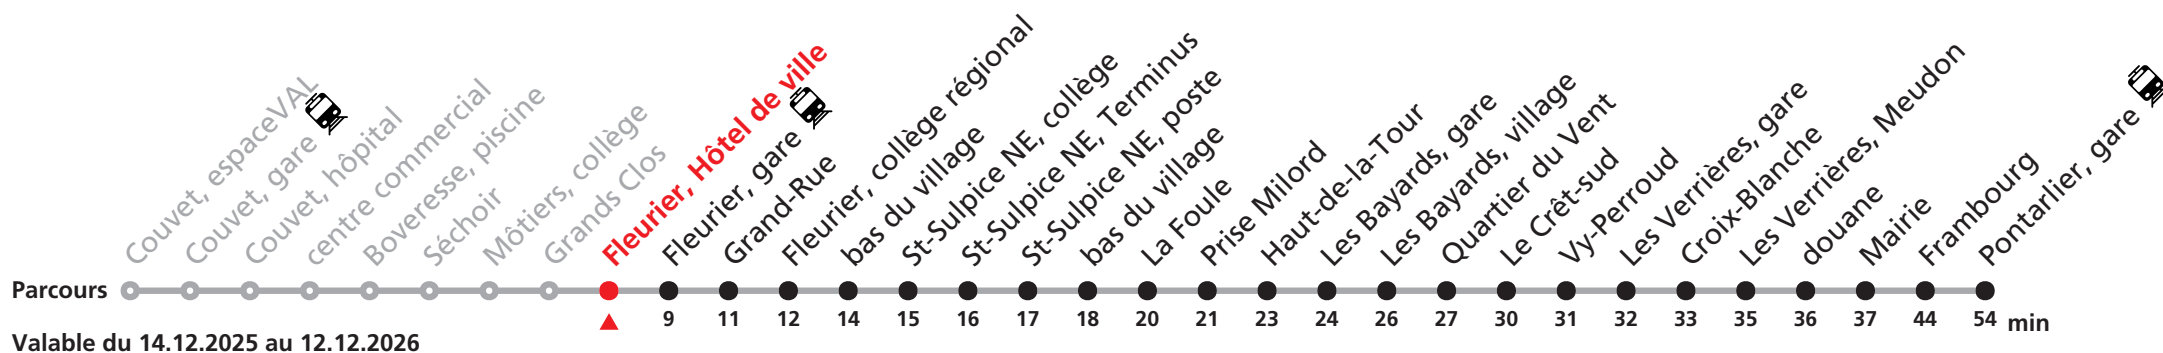 Couvet, espaceVAL
Couvet, gare
Couvet, hôpital
centre commercial
Boveresse, piscine
Séchoir
Môtiers, collège
Grands Clos
Fleurier, Hôtel de ville
Fleurier, gare
Grand-Rue
Fleurier, collège régional
bas du village
St-Sulpice NE, collège
St-Sulpice NE, Terminus
St-Sulpice NE, poste
bas du village
La Foule
Prise Milord
Haut-de-la-Tour
Les Bayards, gare
Les Bayards, village
Quartier du Vent
Le Crêt-sud
Vy-Perroud
Les Verrières, gare
Croix-Blanche
Les Verrières, Meudon
douane
Mairie
Frambourg
Pontarlier, gare
Parcours
9 11 12 14 15 16 17 18 20 21 23 24 26 27 30 31 32 33 35 36 37 44 54 min
Valable du 14.12.2025 au 12.12.2026